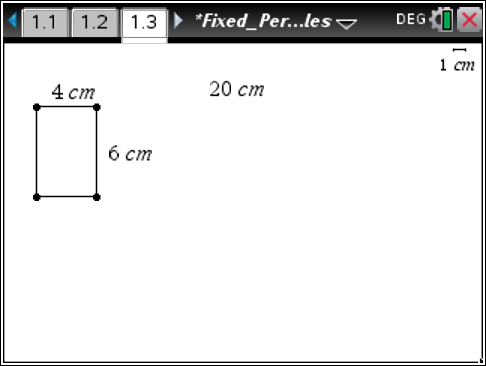 1.1 1.2 1.3 *Fixed_Per...les DEG
1 cm
4 cm 20 cm
6 cm